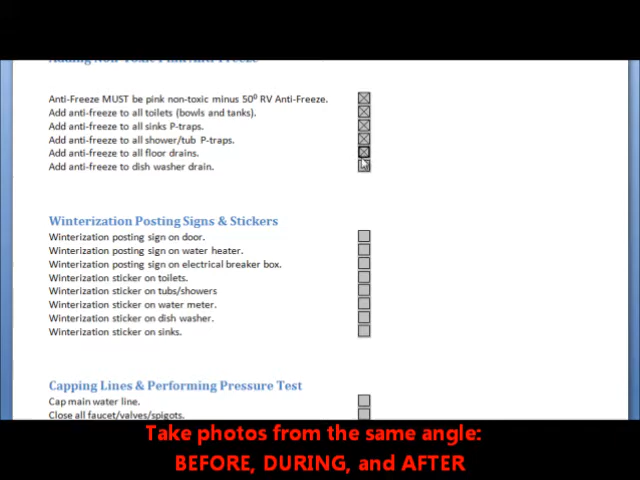 Adding Non-Toxic Pink Anti-Freeze
Anti-Freeze MUST be pink non-toxic minus 50⁰ RV Anti-Freeze.
Add anti-freeze to all toilets (bowls and tanks).
Add anti-freeze to all sinks P-traps.
Add anti-freeze to all shower/tub P-traps.
Add anti-freeze to all floor drains.
Add anti-freeze to dish washer drain.
Winterization Posting Signs & Stickers
Winterization posting sign on door.
Winterization posting sign on water heater.
Winterization posting sign on electrical breaker box.
Winterization sticker on toilets.
Winterization sticker on tubs/showers
Winterization sticker on water meter.
Winterization sticker on dish washer.
Winterization sticker on sinks.
Capping Lines & Performing Pressure Test
Cap main water line.
Close all faucet/valves/spigots.
Take photos from the same angle:
BEFORE, DURING, and AFTER